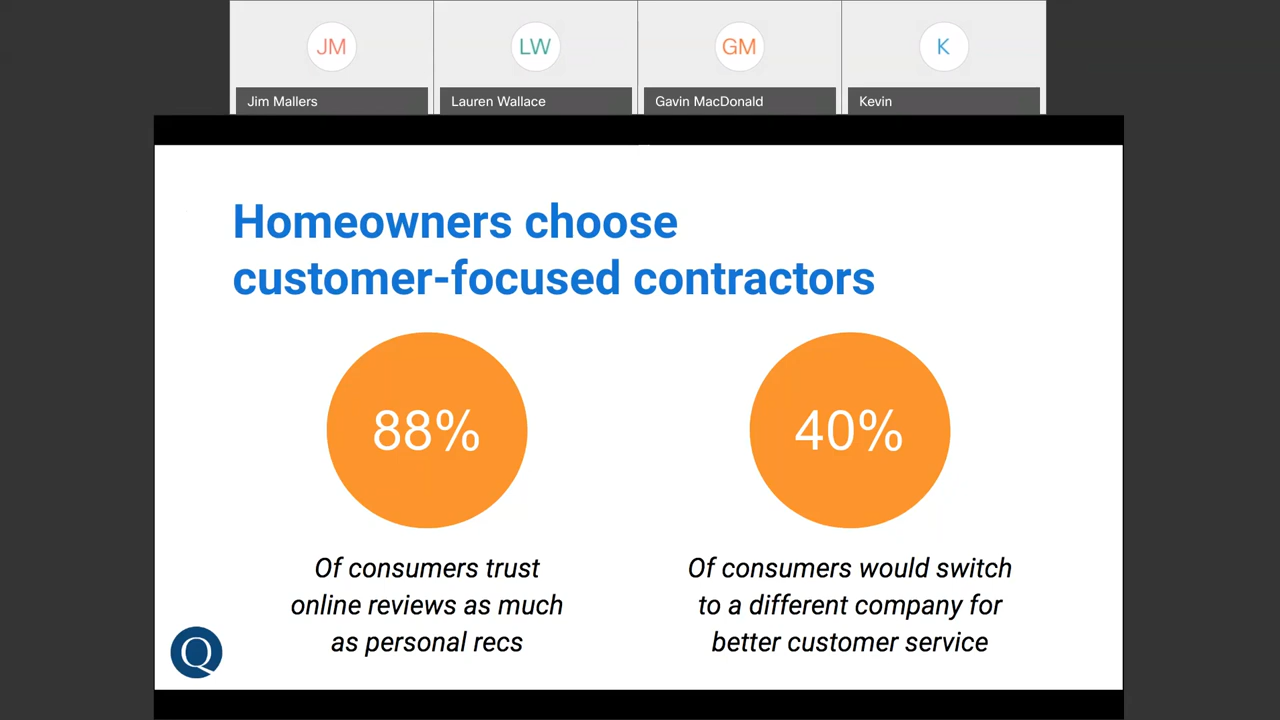 JM
LW
GM
K
Jim Mallers
Lauren Wallace
Gavin MacDonald
Kevin
Homeowners choose
customer-focused contractors
88%
40%
Of consumers trust
online reviews as much
as personal recs
Of consumers would switch
to a different company for
better customer service
Q